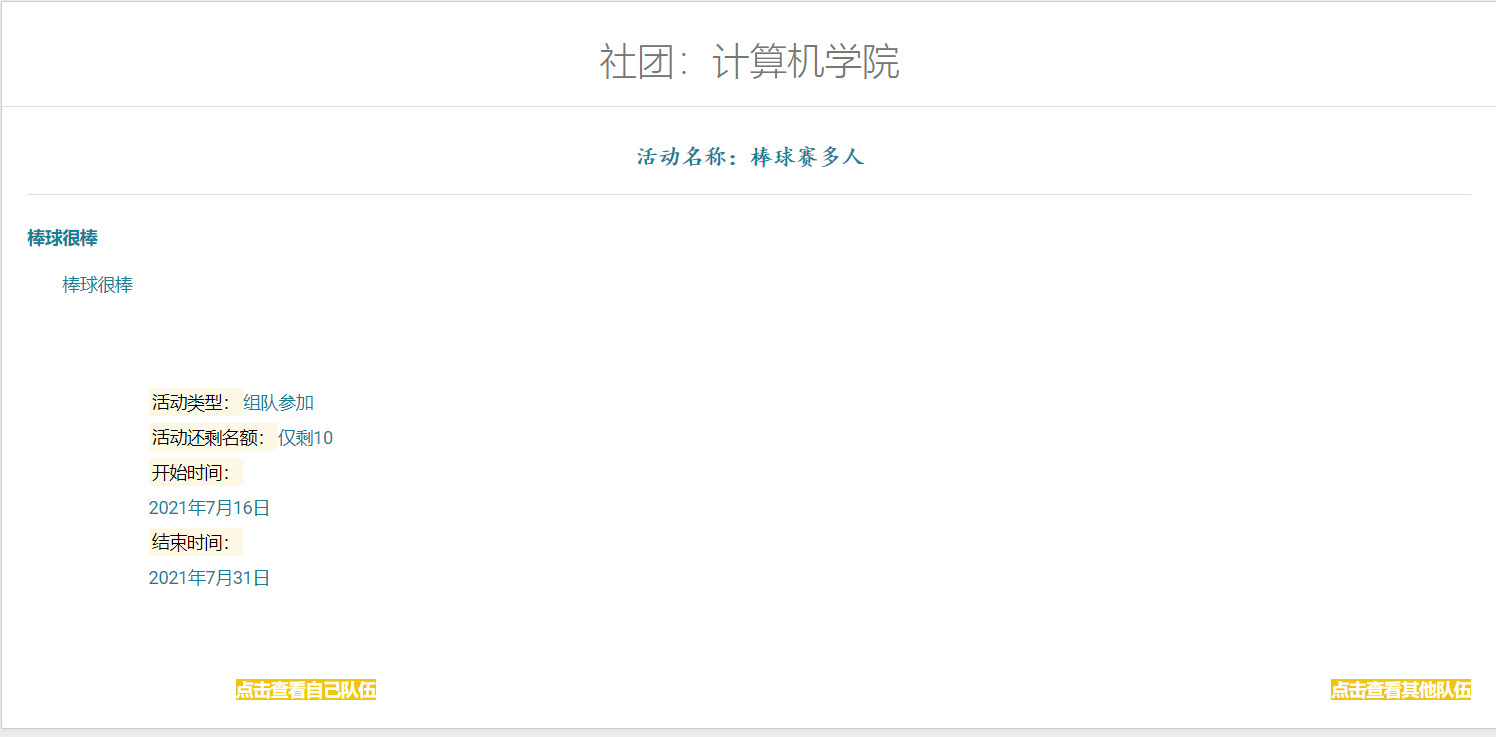 社团：计算机学院
活动名称：棒球赛多人
棒球很棒
棒球很棒
活动类型：组队参加
活动还剩名额：仅剩10
开始时间：
2021年7月16日
结束时间：
2021年7月31日
点击查看自己队伍 点击查看其他队伍